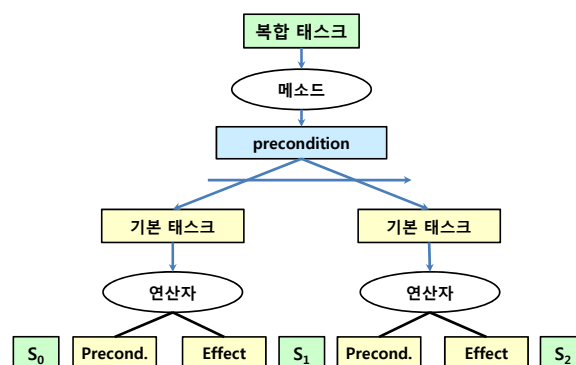 복합 태스크
메소드
precondition
기본 태스크 기본 태스크
연산자 연산자
S₀ Precond. Effect S₁ Precond. Effect S₂